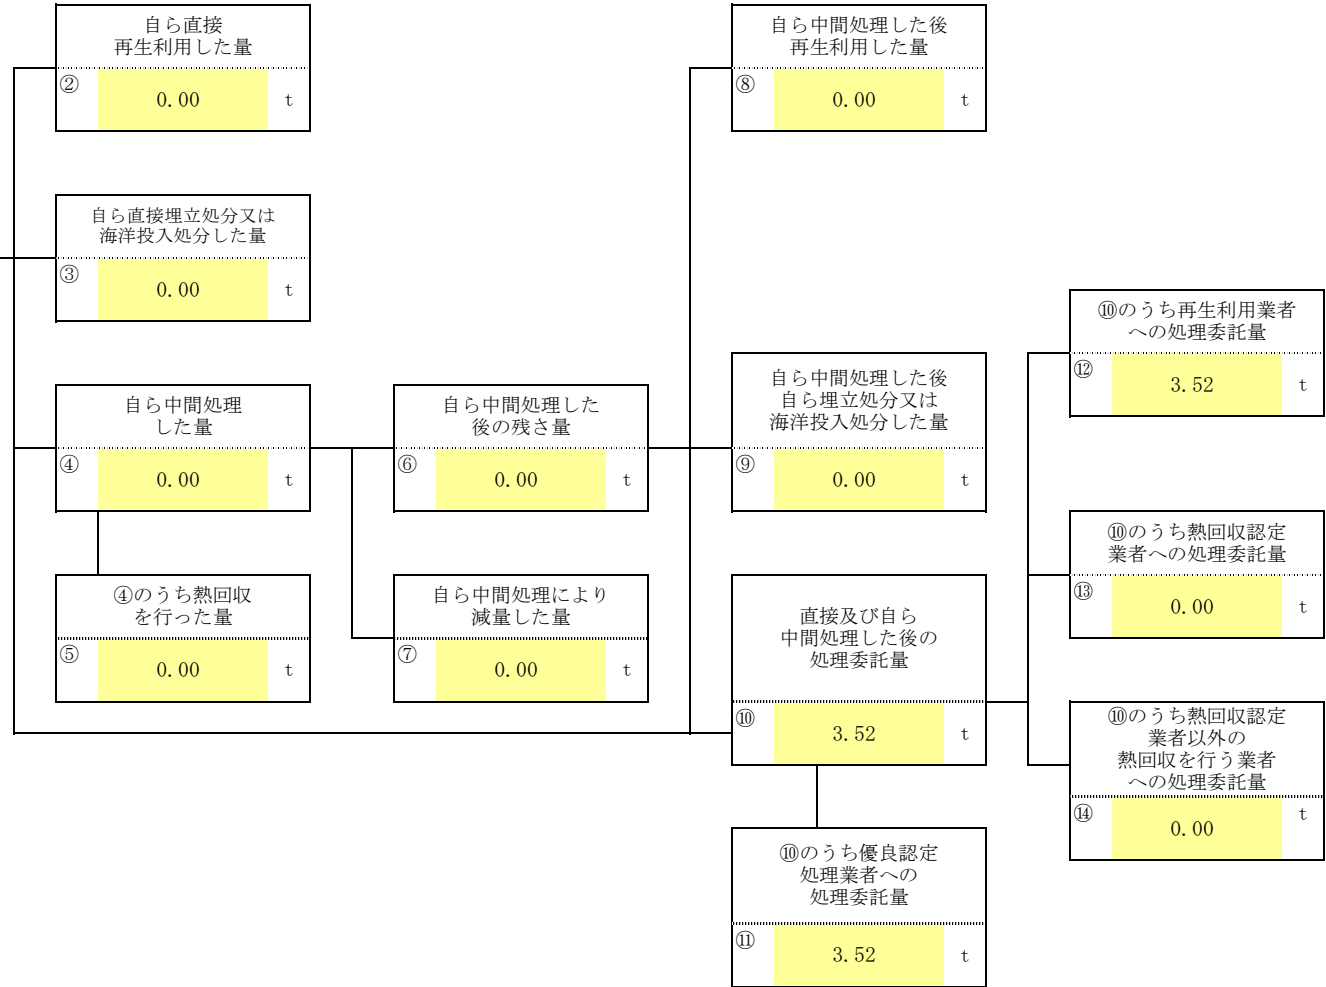 自ら直接
再生利用した量
②
0.00
t
自ら中間処理した後
再生利用した量
⑧
0.00
t
自ら直接埋立処分又は
海洋投入処分した量
③
0.00
t
⑩のうち再生利用業者
への処理委託量
⑫
3.52
t
自ら中間処理
した量
④
0.00
t
自ら中間処理した
後の残さ量
⑥
0.00
t
自ら中間処理した後
自ら埋立処分又は
海洋投入処分した量
⑨
0.00
t
⑩のうち熱回収認定
業者への処理委託量
⑬
0.00
t
④のうち熱回収
を行った量
⑤
0.00
t
自ら中間処理により
減量した量
⑦
0.00
t
直接及び自ら
中間処理した後の
処理委託量
⑩
3.52
t
⑩のうち熱回収認定
業者以外の
熱回収を行う業者
への処理委託量
⑭
0.00
t
⑩のうち優良認定
処理業者への
処理委託量
⑪
3.52
t